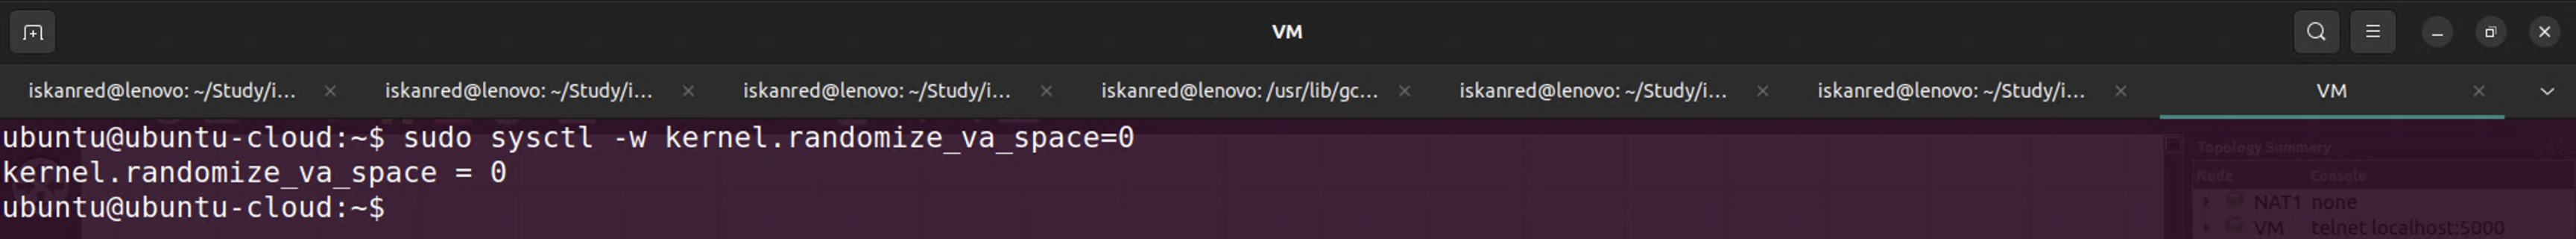 VM
iskanred@lenovo: ~/Study/i... iskanred@lenovo: ~/Study/i... iskanred@lenovo: ~/Study/i... iskanred@lenovo: /usr/lib/gc... iskanred@lenovo: ~/Study/i... iskanred@lenovo: ~/Study/i... VM
ubuntu@ubuntu-cloud:~$ sudo sysctl -w kernel.randomize_va_space=0
kernel.randomize_va_space = 0
ubuntu@ubuntu-cloud:~$
Topology Summary
Node Console
NAT1 none
VM telnet localhost:5000